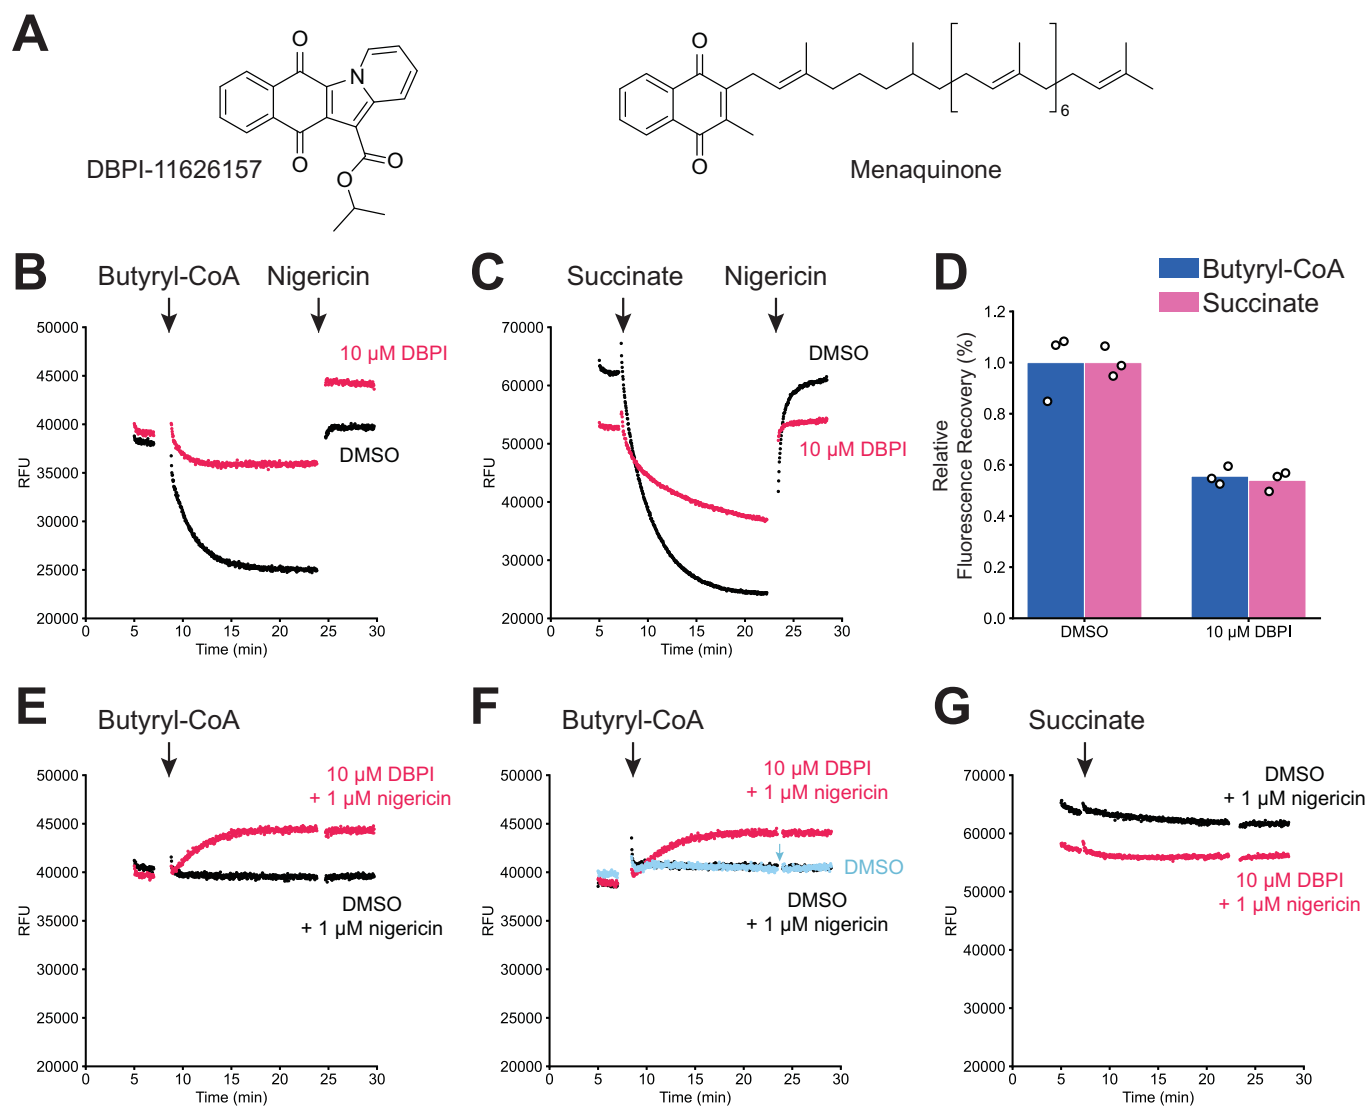 A
O
N
O
O
O
DBPI-11626157
O
O
6
Menaquinone
B
Butyryl-CoA
Nigericin
50000
45000
40000
35000
30000
25000
20000
RFU
10 µM DBPI
DMSO
0
5
10
15
20
25
30
Time (min)
C
Succinate
Nigericin
70000
60000
50000
40000
30000
20000
RFU
DMSO
10 µM DBPI
0
5
10
15
20
25
30
Time (min)
D
Butyryl-CoA
Succinate
1.2
1.0
0.8
0.6
0.4
0.2
0.0
Relative
Fluorescence Recovery (%)
DMSO
10 µM DBPI
E
Butyryl-CoA
50000
45000
40000
35000
30000
25000
20000
RFU
10 µM DBPI
+ 1 µM nigericin
DMSO
+ 1 µM nigericin
0
5
10
15
20
25
30
Time (min)
F
Butyryl-CoA
50000
45000
40000
35000
30000
25000
20000
RFU
10 µM DBPI
+ 1 µM nigericin
DMSO
DMSO
+ 1 µM nigericin
0
5
10
15
20
25
30
Time (min)
G
Succinate
70000
60000
50000
40000
30000
20000
RFU
DMSO
+ 1 µM nigericin
10 µM DBPI
+ 1 µM nigericin
0
5
10
15
20
25
30
Time (min)